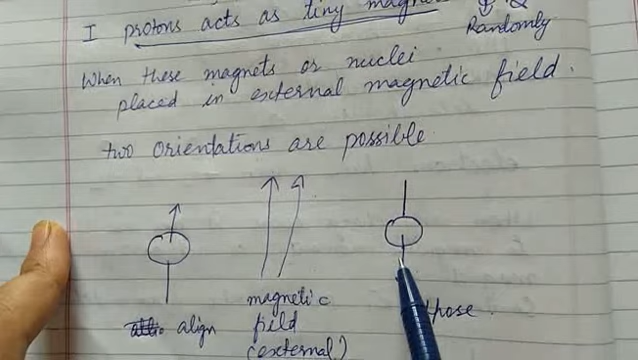 I protons acts as tiny
Randomly
When these magnets or nuclei
placed in external magnetic field.
two orientations are possible
align
magnetic
field
(external)